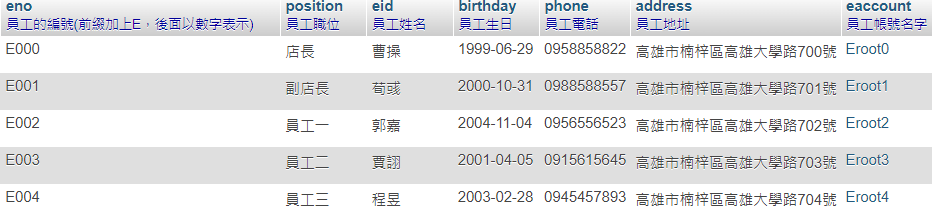 eno position eid birthday phone address eaccount
員工的編號(前綴加上E，後面以數字表示) 員工職位 員工姓名 員工生日 員工電話 員工地址 員工帳號名字
E000 店長 曹操 1999-06-29 0958858822 高雄市楠梓區高雄大學路700號 Eroot0
E001 副店長 荀彧 2000-10-31 0988588557 高雄市楠梓區高雄大學路701號 Eroot1
E002 員工一 郭嘉 2004-11-04 0956556523 高雄市楠梓區高雄大學路702號 Eroot2
E003 員工二 賈詡 2001-04-05 0915615645 高雄市楠梓區高雄大學路703號 Eroot3
E004 員工三 程昱 2003-02-28 0945457893 高雄市楠梓區高雄大學路704號 Eroot4